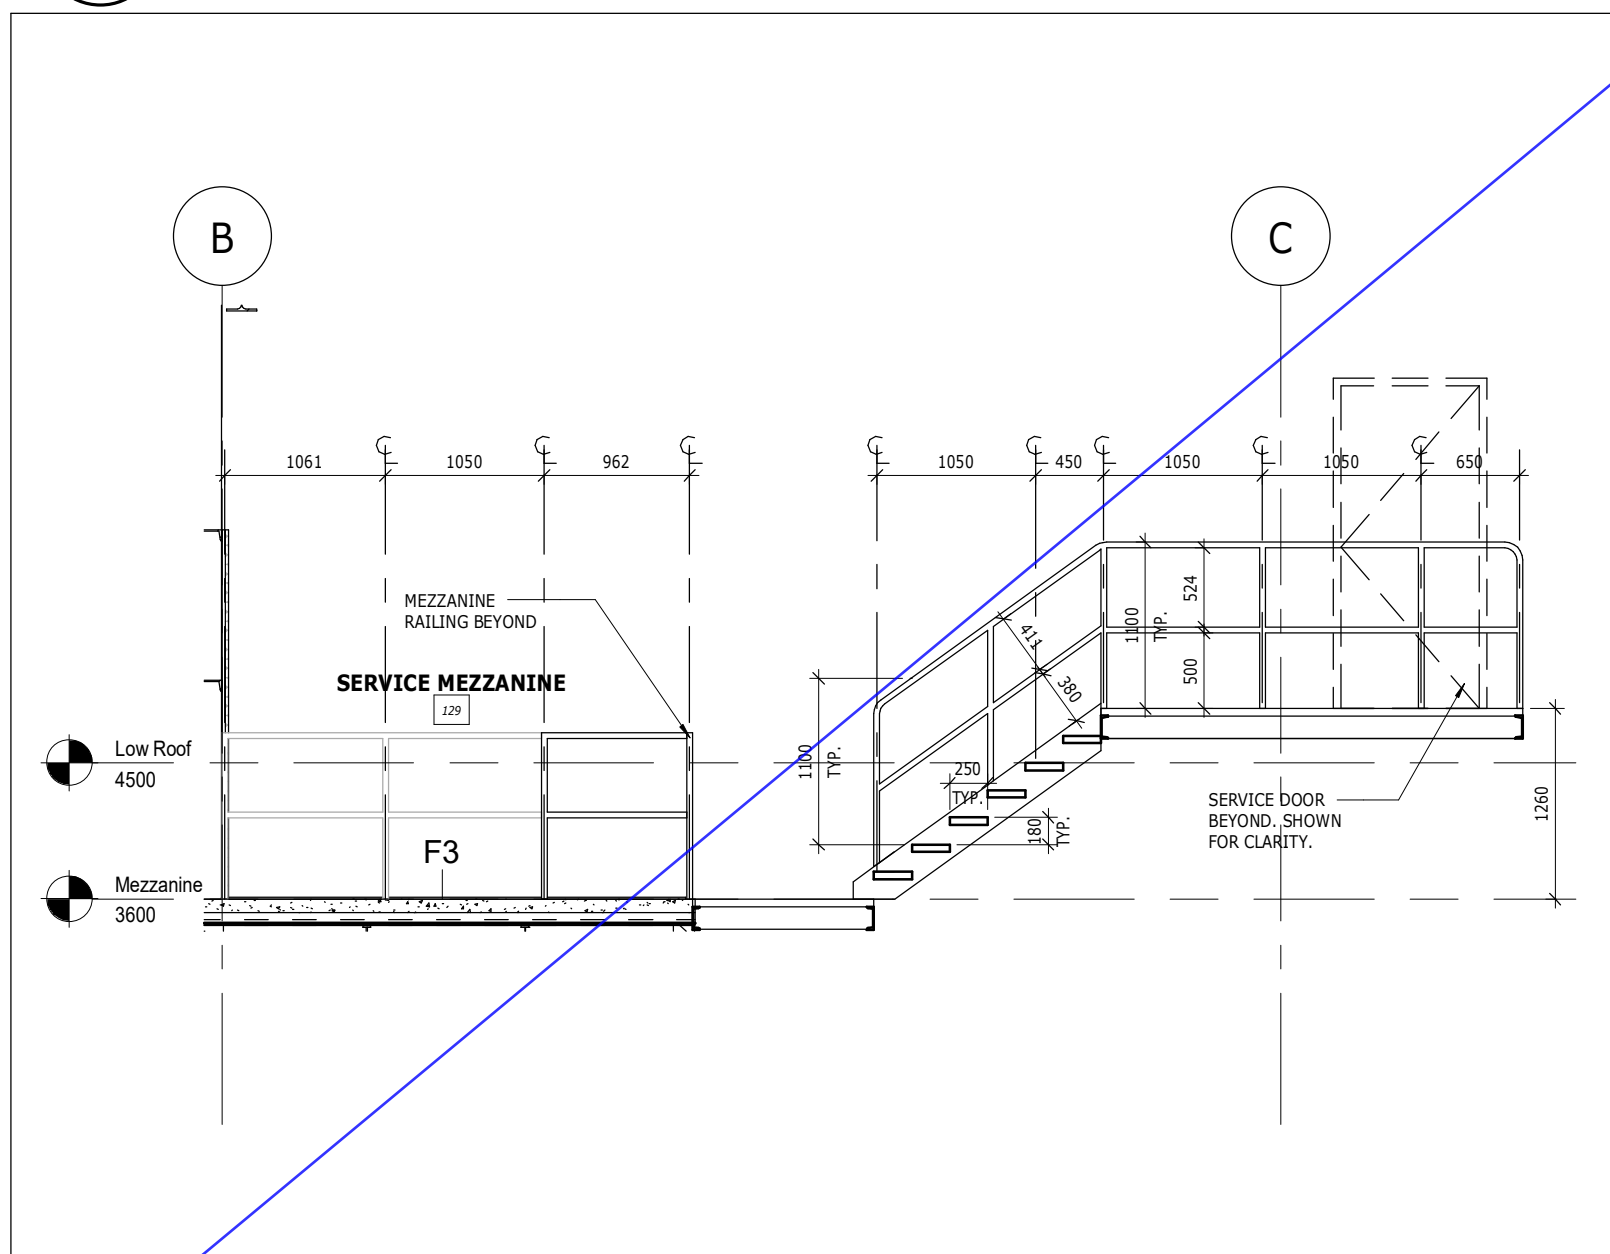 B
C
1061
1050
962
1050
450
1050
1050
650
MEZZANINE
RAILING BEYOND
SERVICE MEZZANINE
129
Low Roof
4500
F3
Mezzanine
3600
1100
TYP.
250
TYP.
180
TYP.
411
380
1100
TYP.
524
500
SERVICE DOOR
BEYOND. SHOWN
FOR CLARITY.
1260